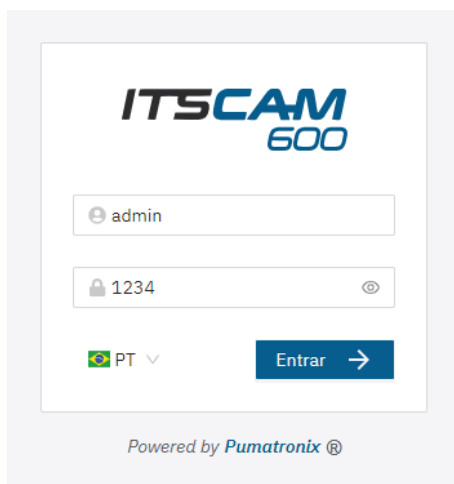 ITSCAM
600
admin
1234
PT
Entrar
Powered by Pumatronix ®